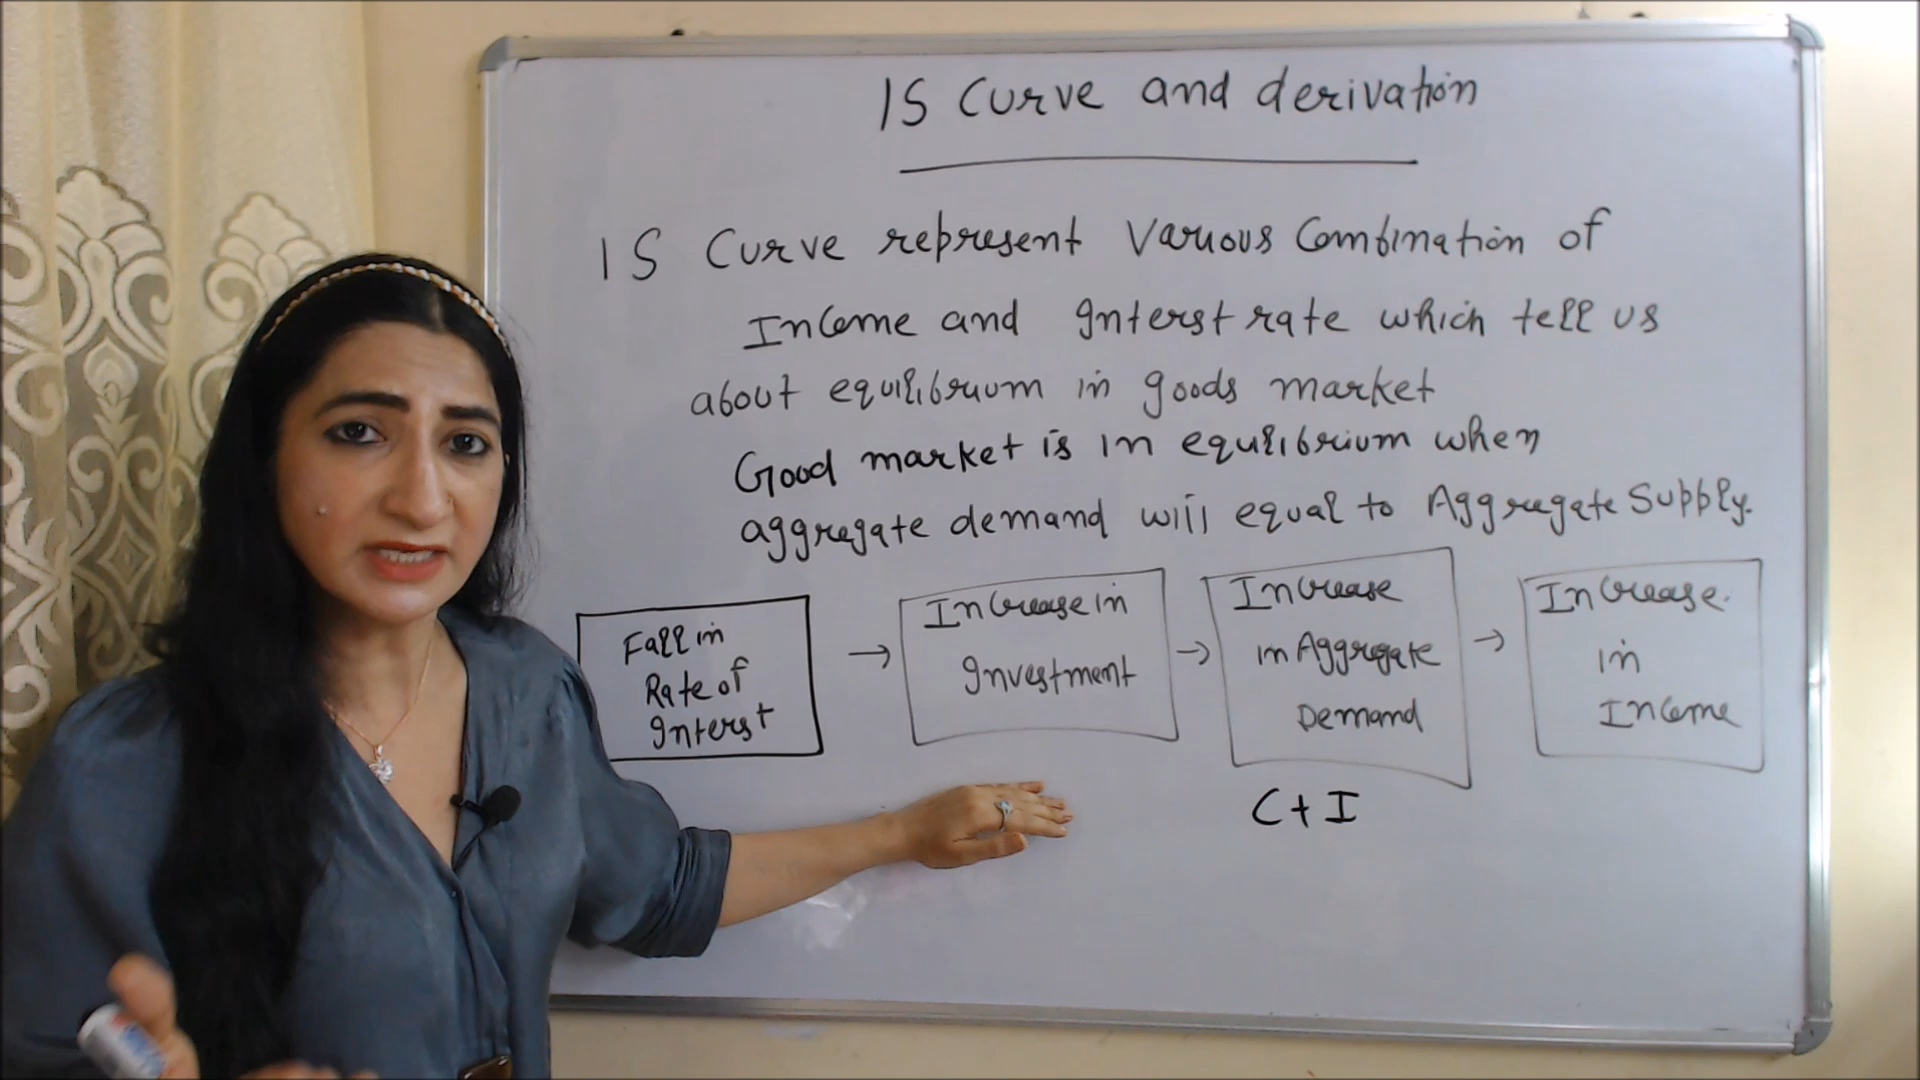 IS Curve and derivation
IS Curve represent Various Combination of
Income and Interst rate which tell us
about equilibrium in goods market
Good market is in equilibrium when
aggregate demand will equal to Aggregate Supply.
Fall in
Rate of
Interst
→
Increase in
Investment
→
Increase
in Aggregate
Demand
→
Increase
in
Income
C + I